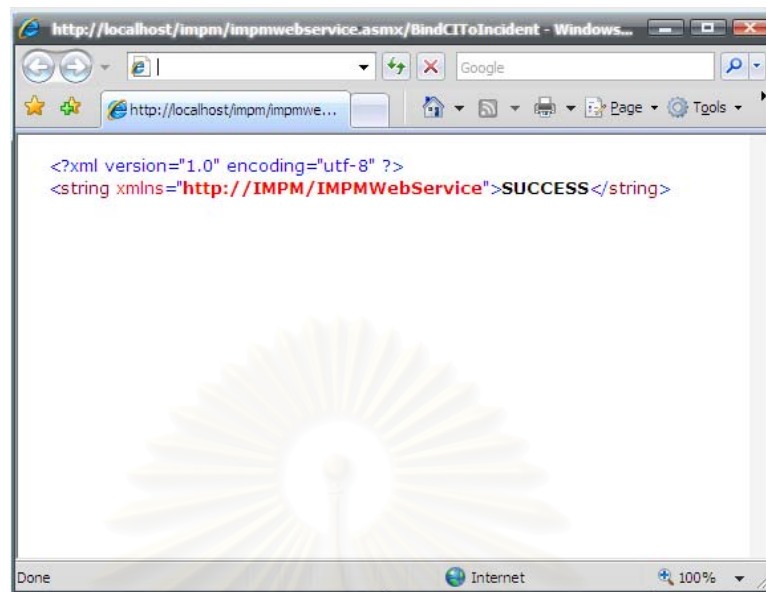 http://localhost/impm/impmwebservice.asmx/BindCIToIncident - Windows...
Google
http://localhost/impm/impmwe...
Page
Tools
<?xml version="1.0" encoding="utf-8" ?>
<string xmlns="http://IMPM/IMPMWebService">SUCCESS</string>
Done
Internet
100%